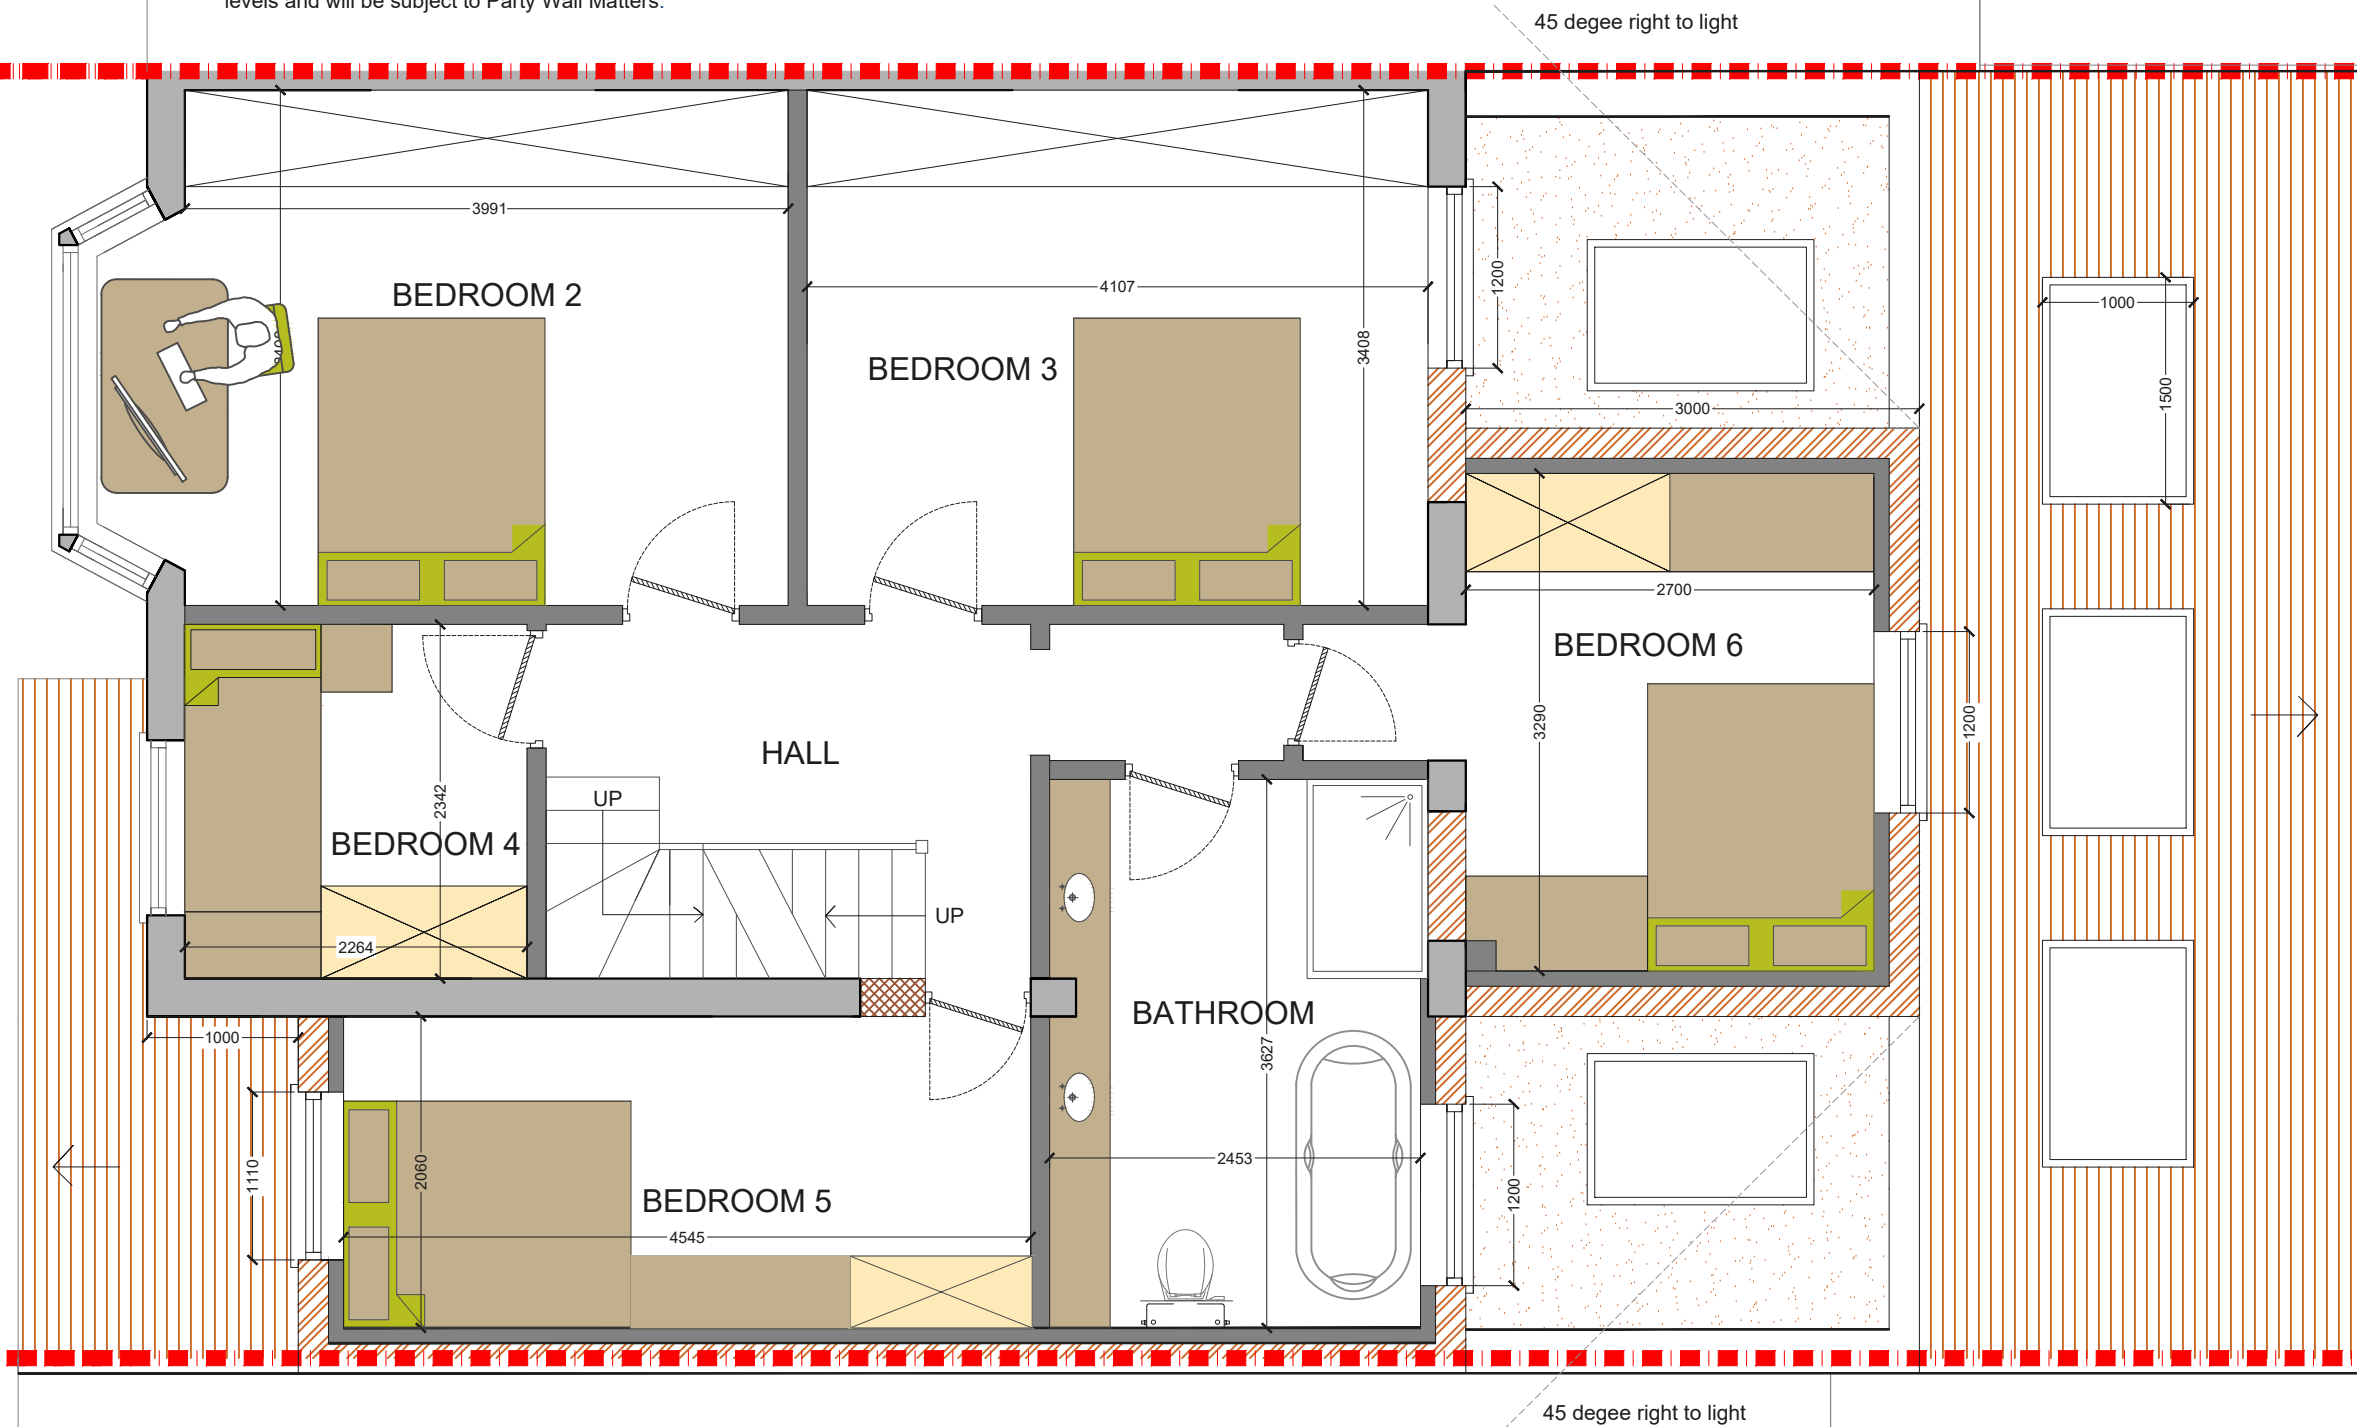 levels and will be subject to Party Wall Matters.
45 degee right to light
3991
BEDROOM 2
4107
1200
1000
BEDROOM 3
3408
1500
3000
2700
BEDROOM 6
3290
1200
HALL
UP
2342
BEDROOM 4
UP
2264
BATHROOM
1000
3627
1110
2060
2453
BEDROOM 5
1200
4545
45 degee right to light